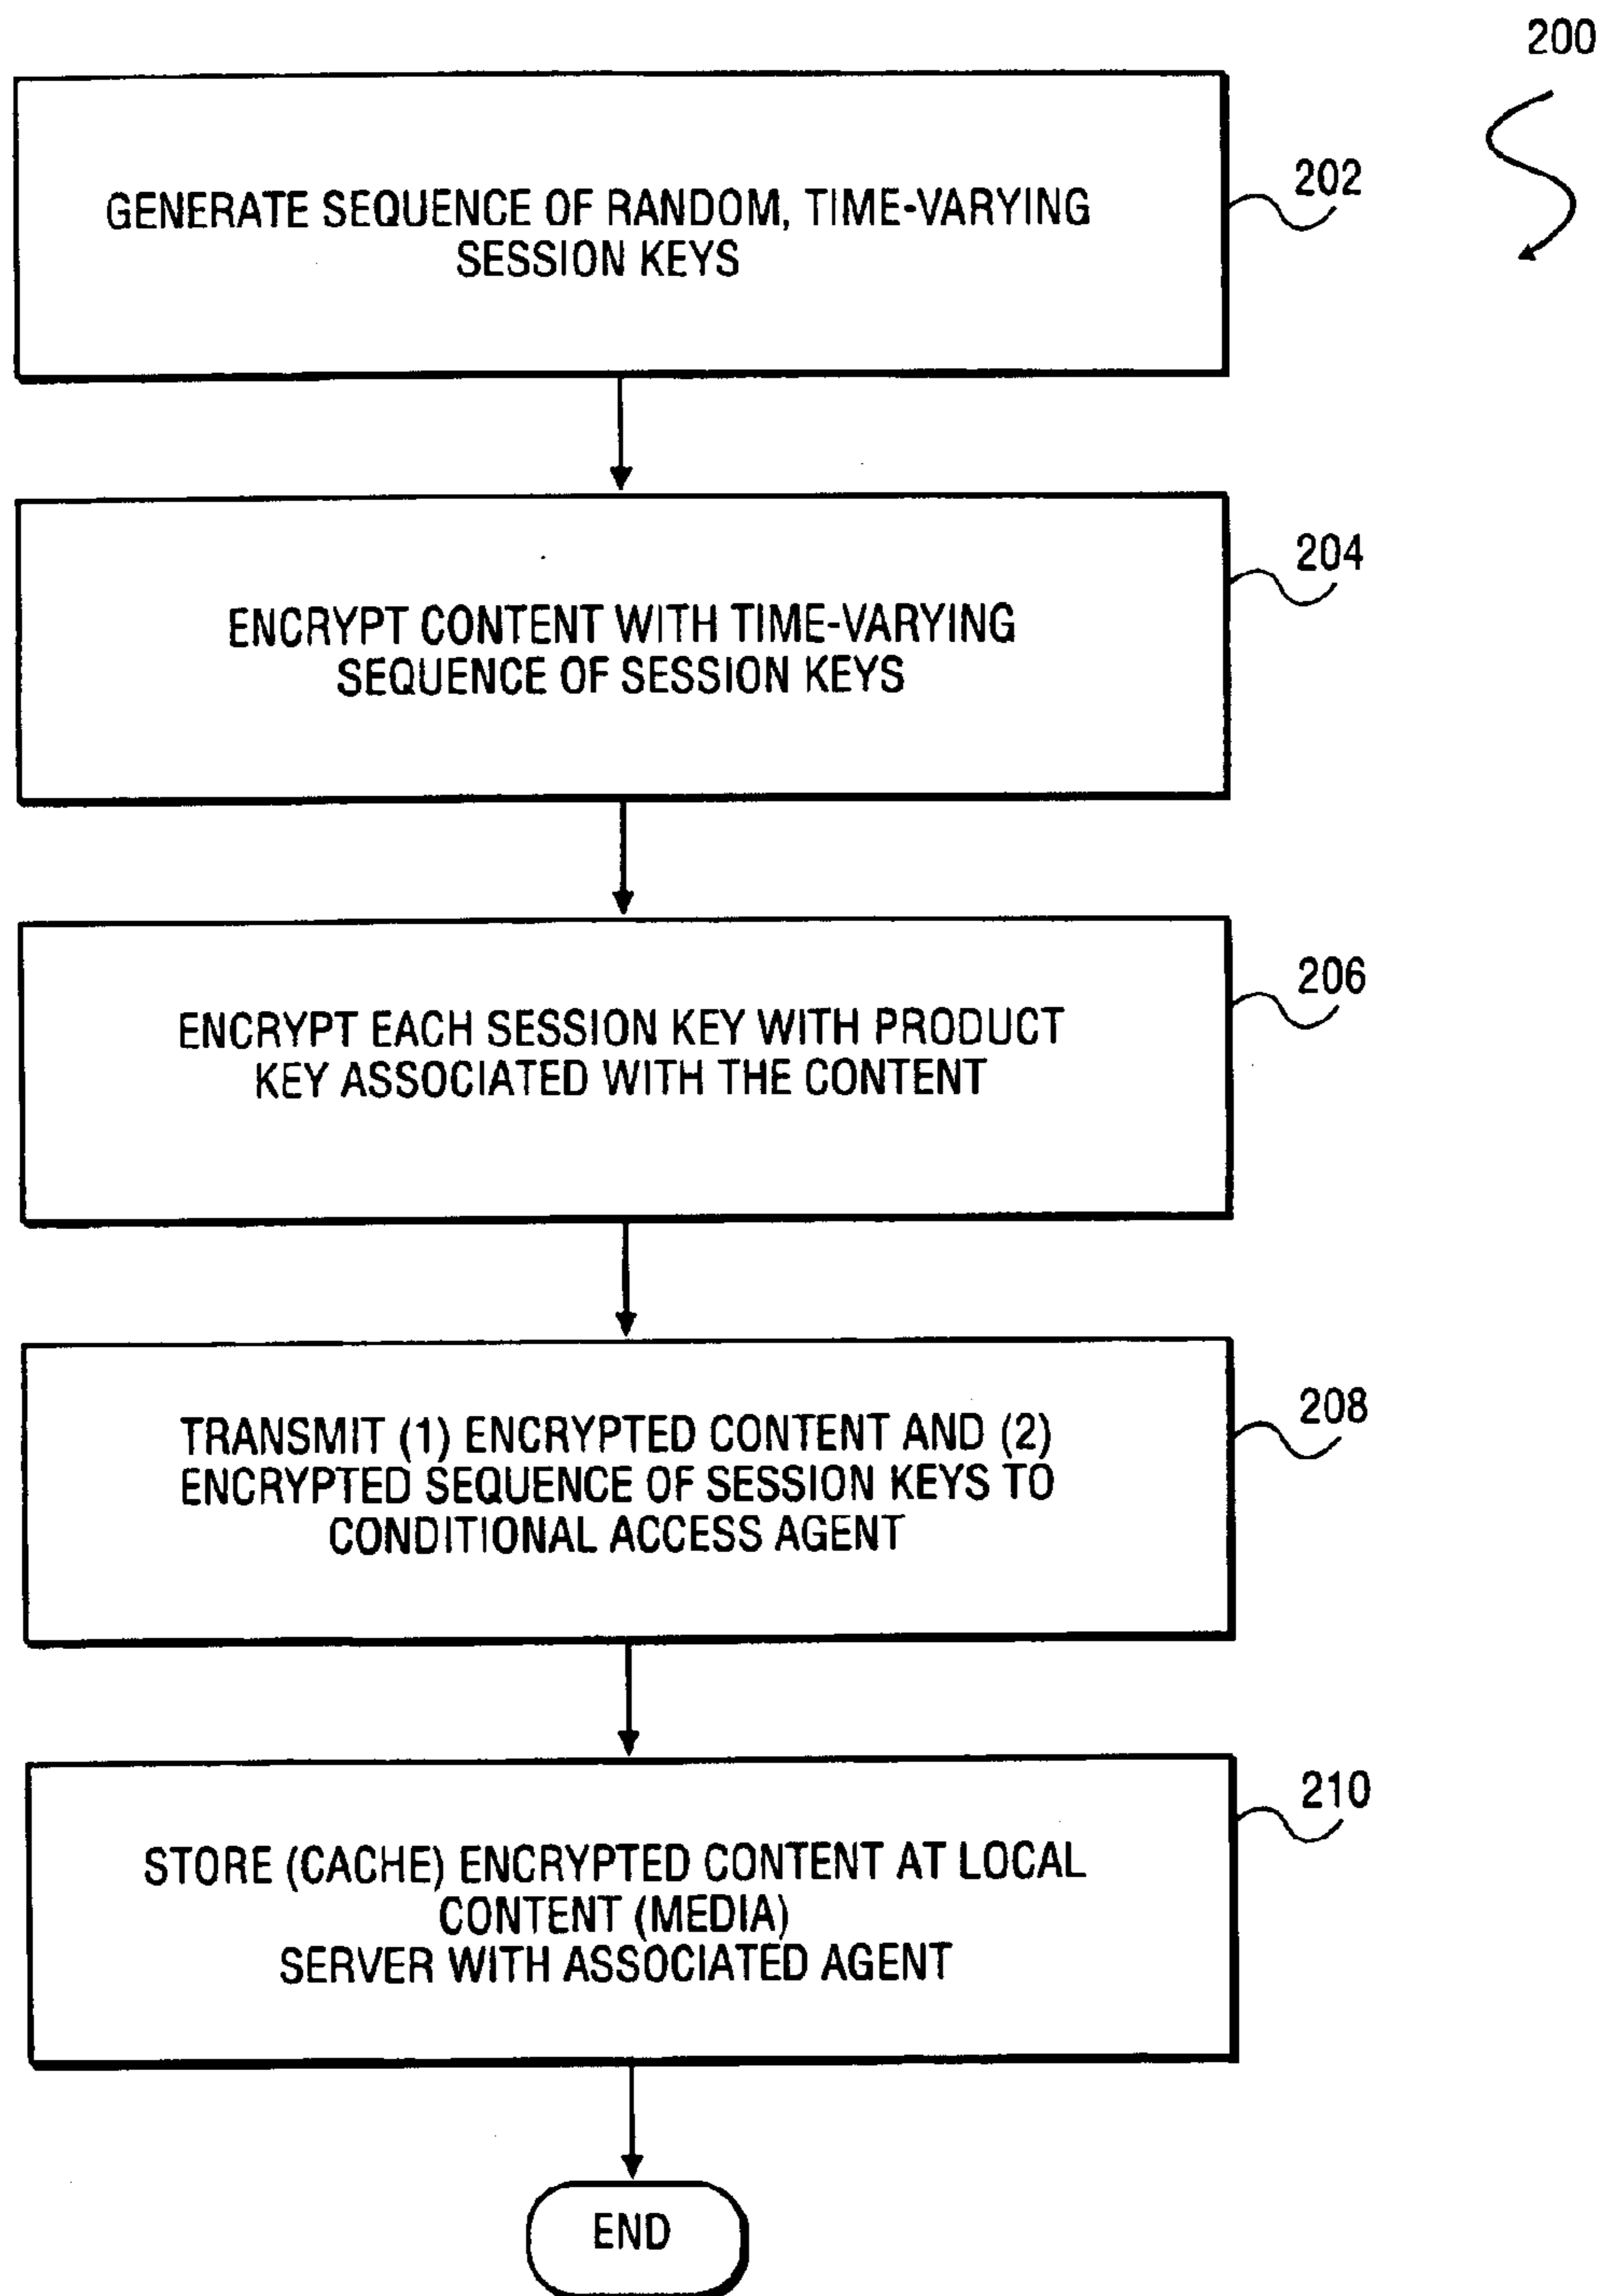 200
GENERATE SEQUENCE OF RANDOM, TIME-VARYING
SESSION KEYS
202
ENCRYPT CONTENT WITH TIME-VARYING
SEQUENCE OF SESSION KEYS
204
ENCRYPT EACH SESSION KEY WITH PRODUCT
KEY ASSOCIATED WITH THE CONTENT
206
TRANSMIT (1) ENCRYPTED CONTENT AND (2)
ENCRYPTED SEQUENCE OF SESSION KEYS TO
CONDITIONAL ACCESS AGENT
208
STORE (CACHE) ENCRYPTED CONTENT AT LOCAL
CONTENT (MEDIA)
SERVER WITH ASSOCIATED AGENT
210
END